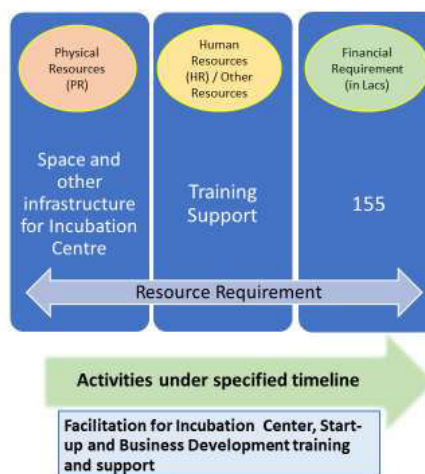 Physical
Resources
(PR)
Human
Resources
(HR) / Other
Resources
Financial
Requirement
(in Lacs)
Space and
other
infrastructure
for Incubation
Centre
Training
Support
155
Resource Requirement
Activities under specified timeline
Facilitation for Incubation Center, Start-
up and Business Development training
and support